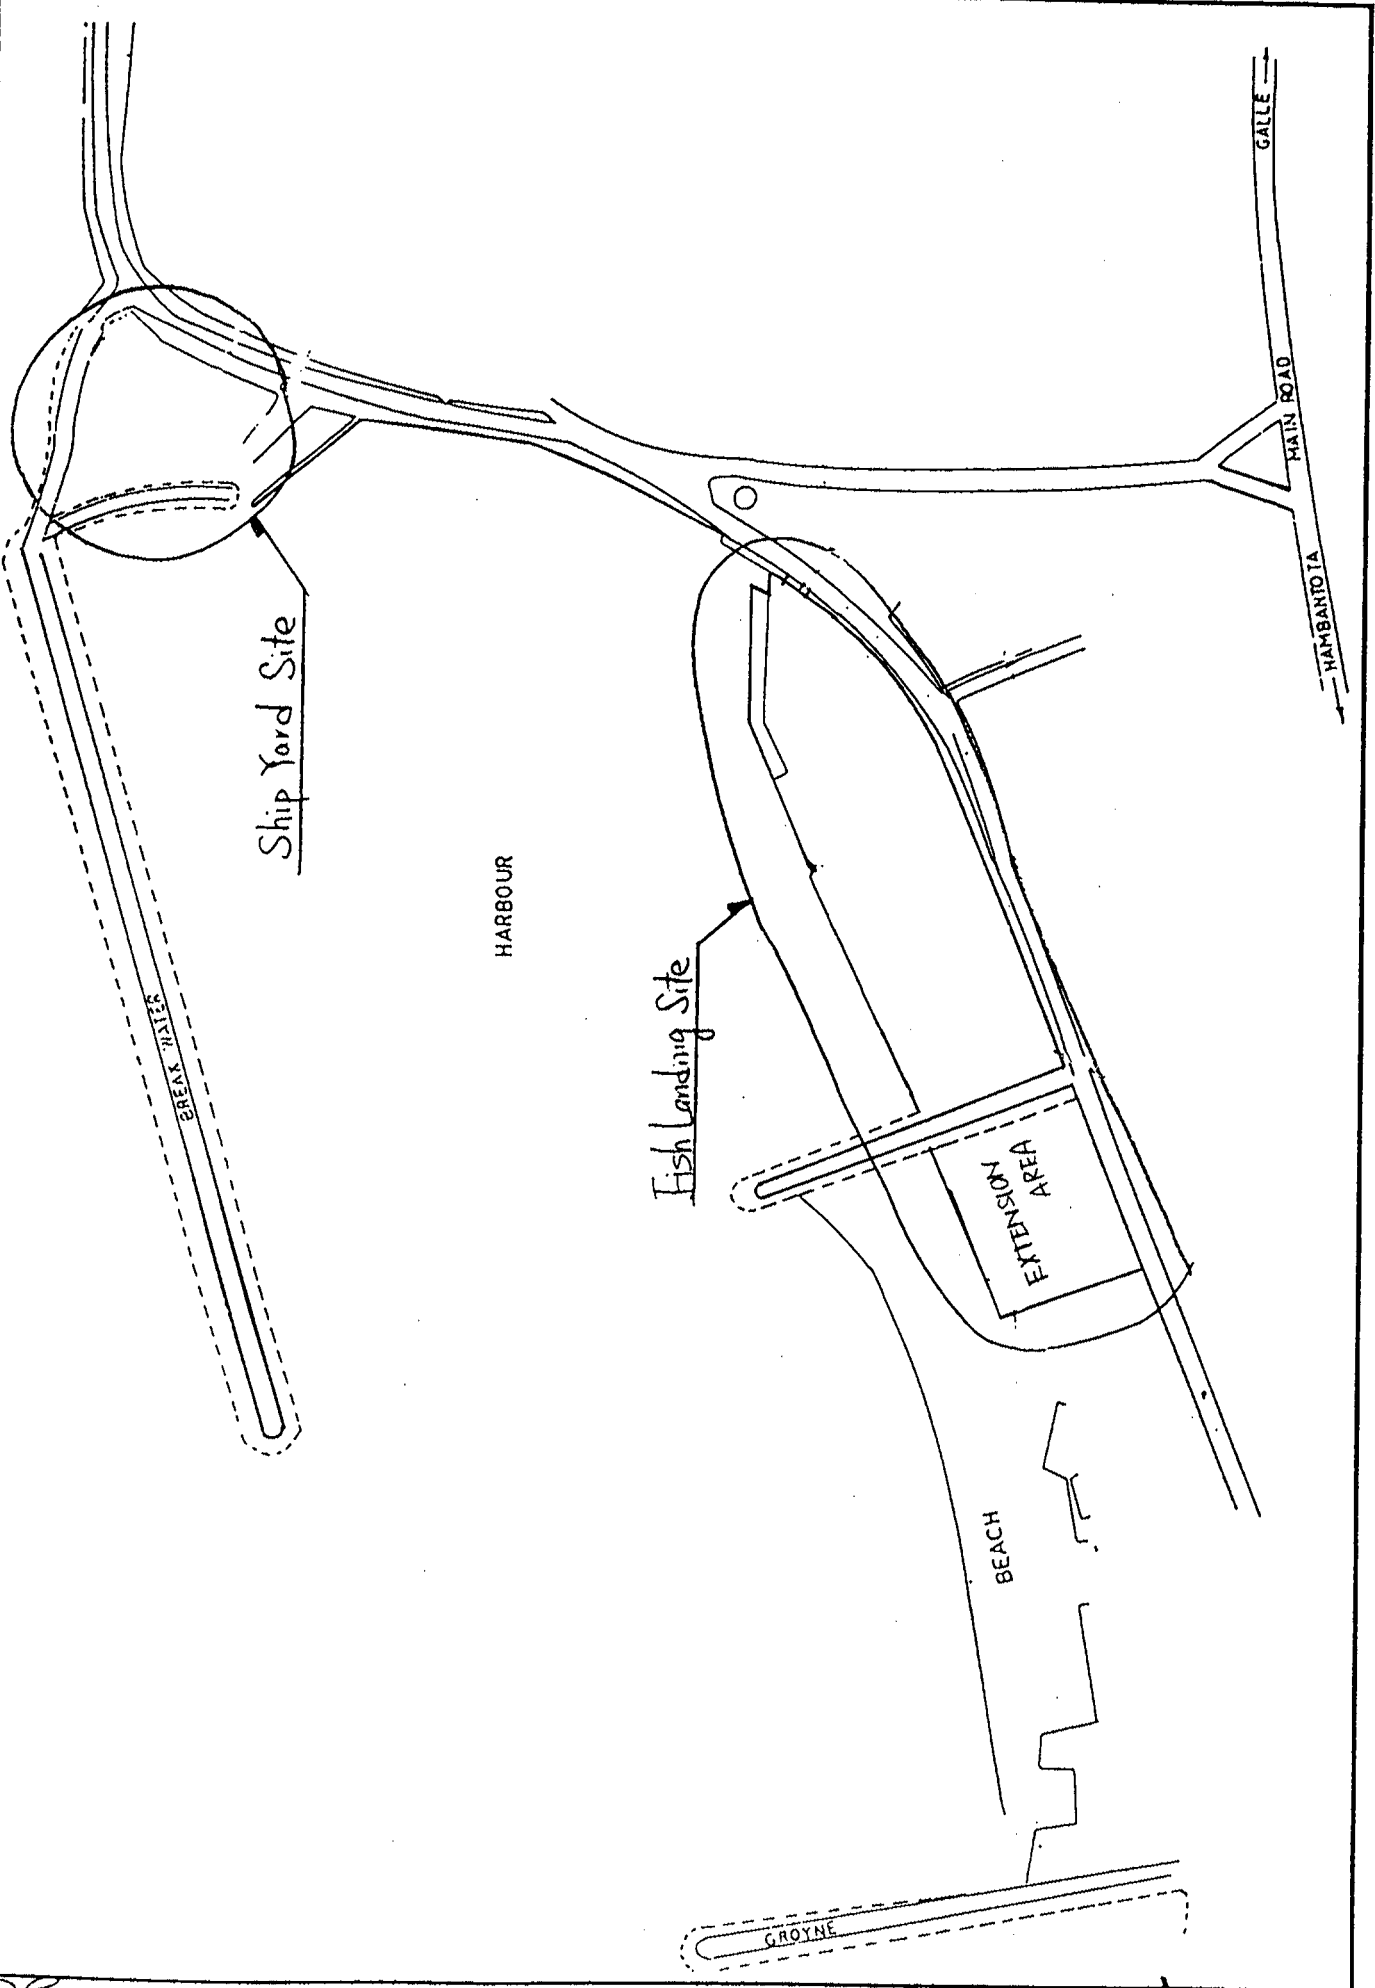 BREAK WATER
Ship Yard Site
HARBOUR
Fish Landing Site
EXTENSION
AREA
BEACH
GROYNE
GALLE
MAIN ROAD
HAMBANTOTA